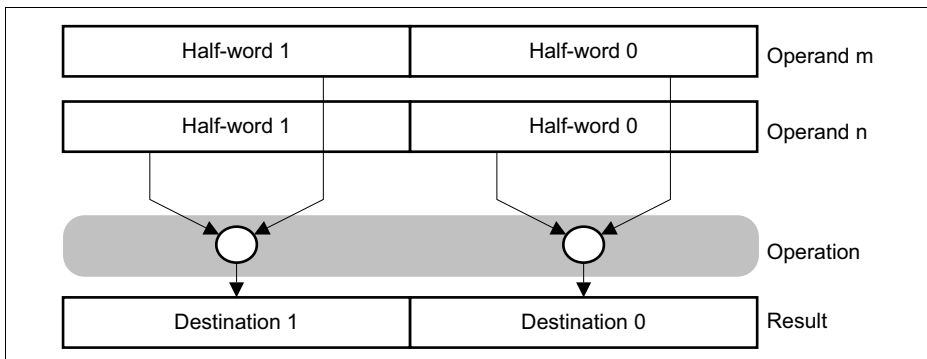 Half-word 1 Half-word 0 Operand m
Half-word 1 Half-word 0 Operand n
Operation
Destination 1 Destination 0 Result